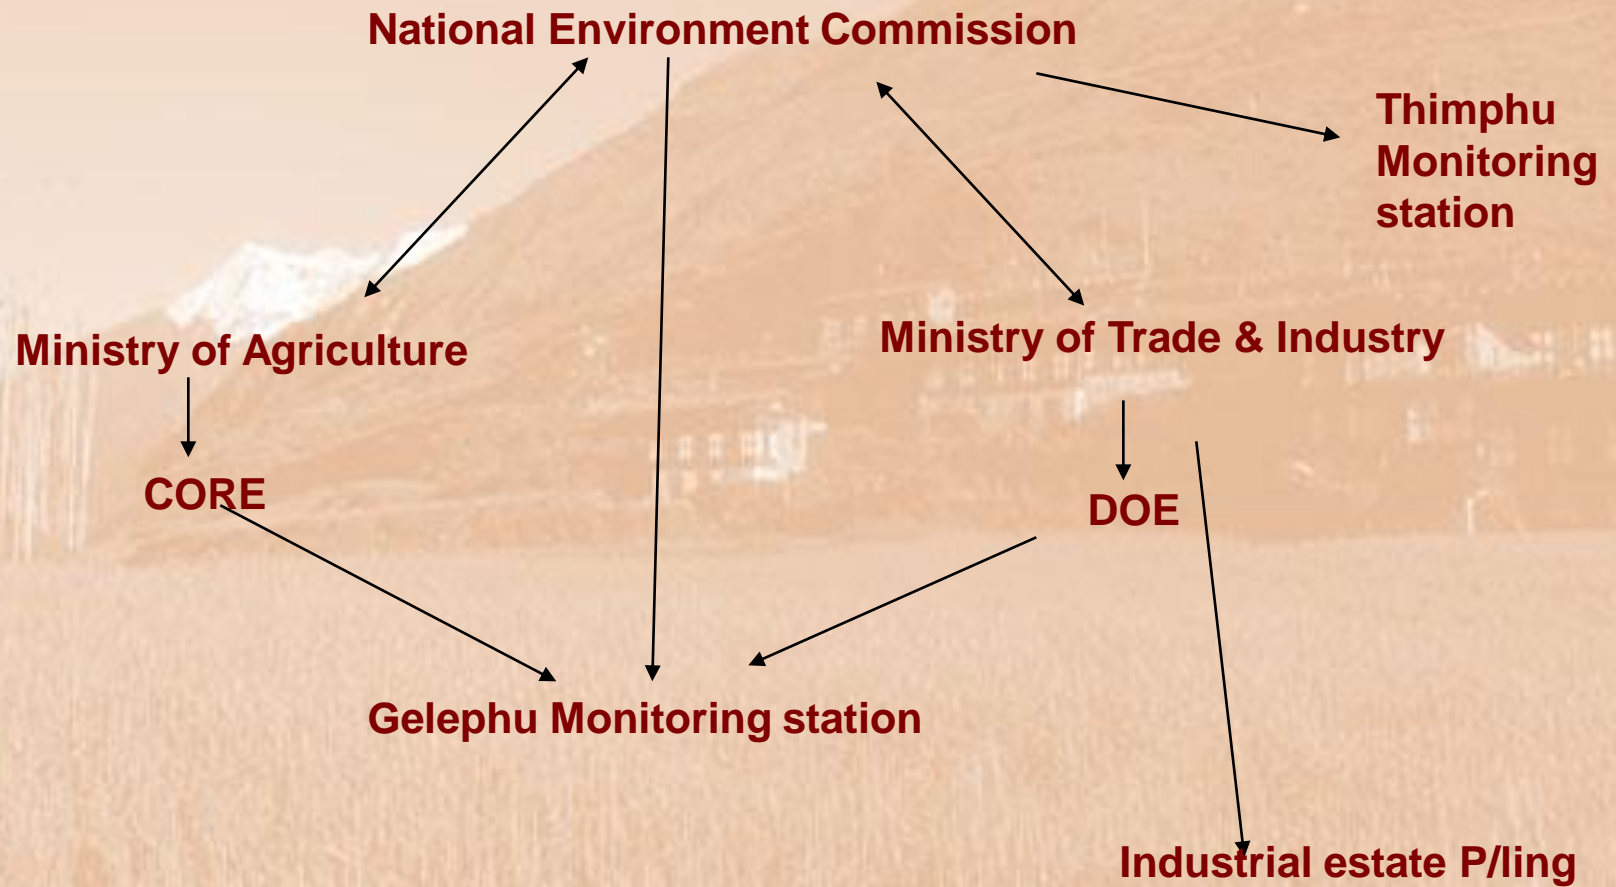 National Environment Commission
Thimphu
Monitoring
station
Ministry of Agriculture
Ministry of Trade & Industry
CORE
DOE
Gelephu Monitoring station
Industrial estate P/ling